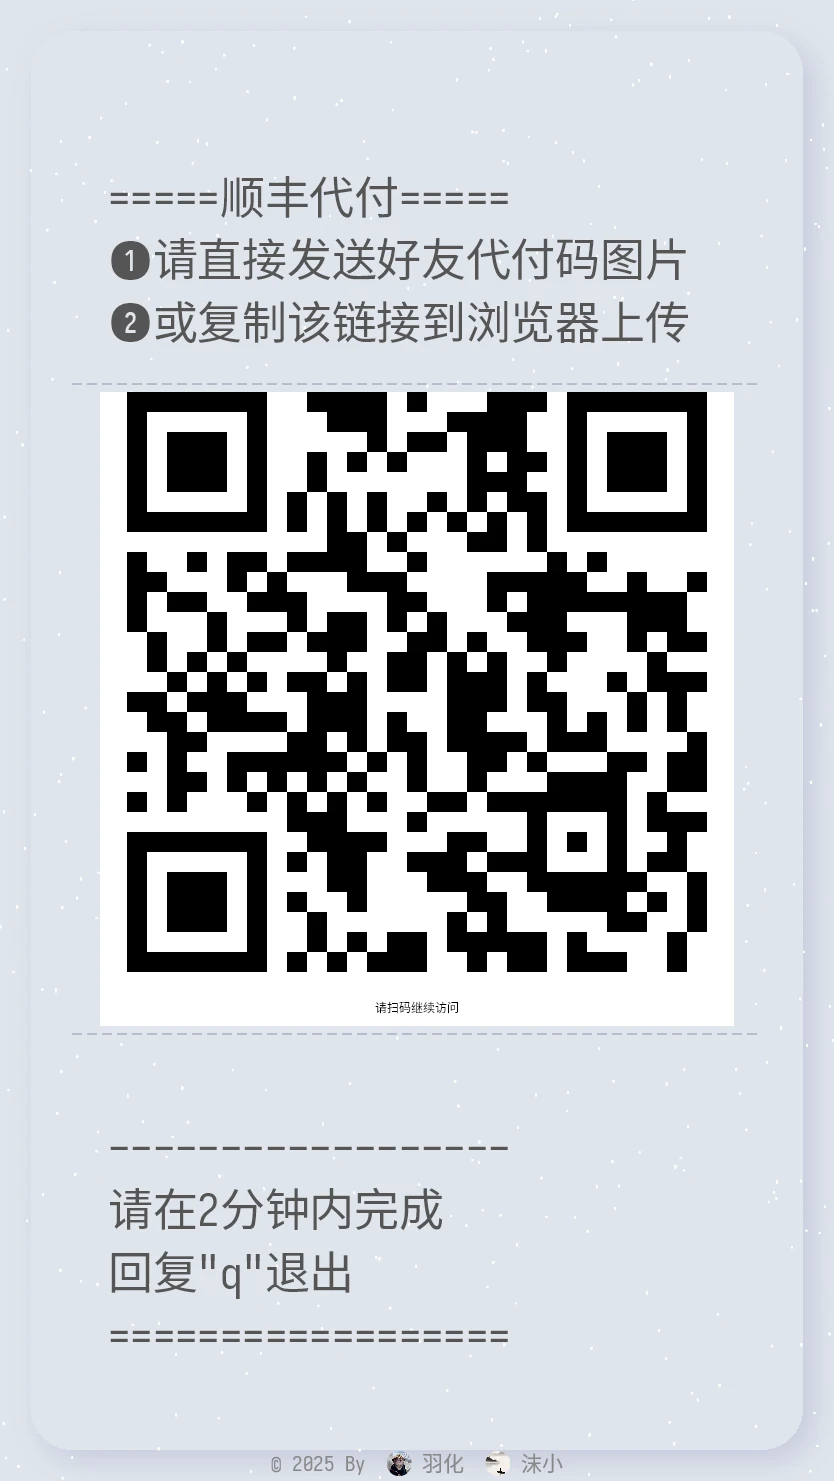 =====顺丰代付=====
❶请直接发送好友代付码图片
❷或复制该链接到浏览器上传
请扫码继续访问
------------------
请在2分钟内完成
回复"q"退出
==================
© 2025 By 羽化 沫小